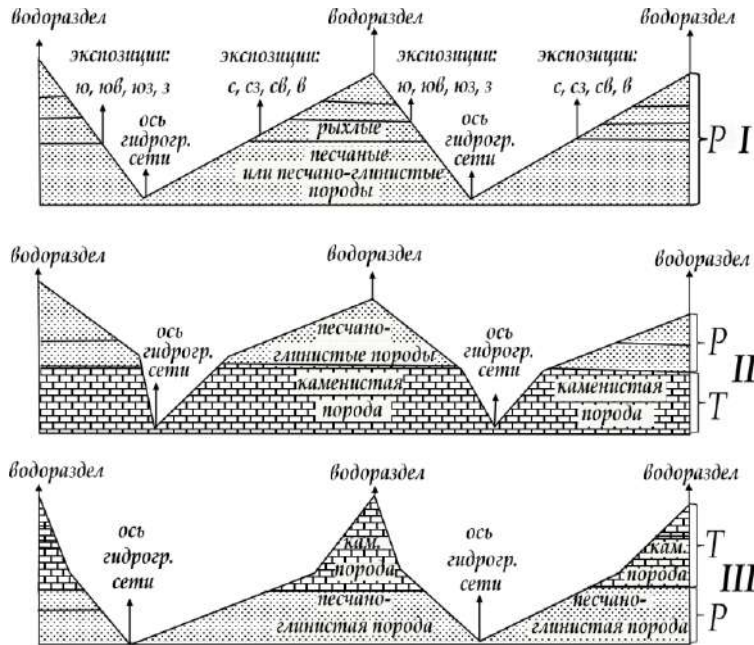 водораздел
водораздел
водораздел
экспозиции:
экспозиции:
экспозиции:
экспозиции:
ю, юв, юз, з
с, сз, св, в
ю, юв, юз, з
с, сз, св, в
ось
гидрогр.
сети
ось
гидрогр.
сети
рыхлые
песчаные
или песчано-глинистые
породы
Р I
водораздел
водораздел
водораздел
ось
гидрогр.
сети
ось
гидрогр.
сети
песчано-
глинистые породы
каменистая
порода
каменистая
порода
Р
II
Т
водораздел
водораздел
водораздел
ось
гидрогр.
сети
ось
гидрогр.
сети
кам.
порода
кам.
порода
песчано-
глинистая порода
песчано-
глинистая порода
Т
III
Р